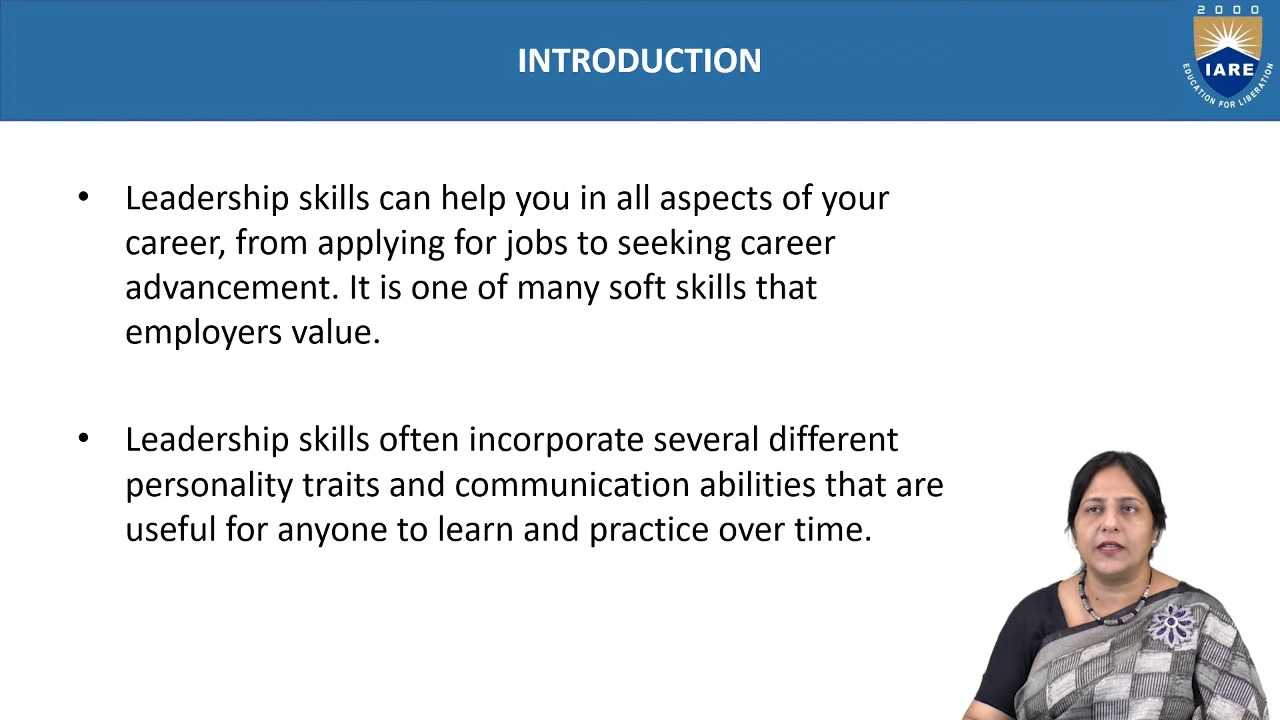 INTRODUCTION
2000
IARE
EDUCATION FOR LIBERATION
• Leadership skills can help you in all aspects of your
career, from applying for jobs to seeking career
advancement. It is one of many soft skills that
employers value.
• Leadership skills often incorporate several different
personality traits and communication abilities that are
useful for anyone to learn and practice over time.